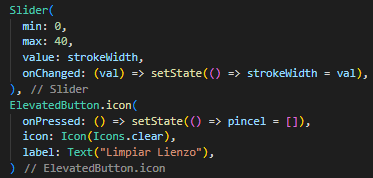 Slider(
  min: 0,
  max: 40,
  value: strokeWidth,
  onChanged: (val) => setState(() => strokeWidth = val),
), // Slider
ElevatedButton.icon(
  onPressed: () => setState(() => pincel = []),
  icon: Icon(Icons.clear),
  label: Text("Limpiar Lienzo"),
) // ElevatedButton.icon